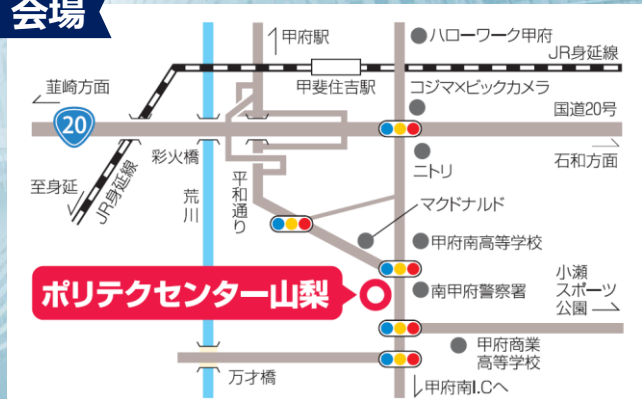 会場
甲府駅
ハローワーク甲府
JR身延線
韮崎方面
甲斐住吉駅
コジマ×ビックカメラ
国道20号
20
彩火橋
ニトリ
石和方面
至身延
JR身延線
荒川
平和通り
マクドナルド
甲府南高等学校
ポリテクセンター山梨
南甲府警察署
小瀬
スポーツ
公園
甲府商業
高等学校
万才橋
甲府南I.Cへ